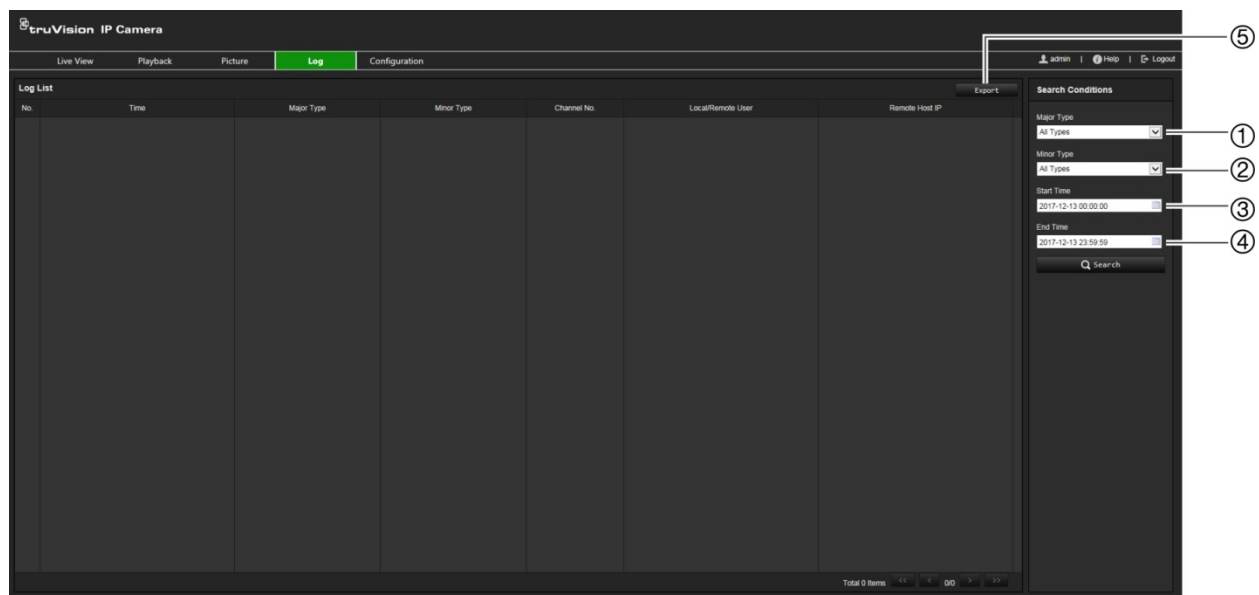 truVision IP Camera
⑤
Live View Playback Picture Log Configuration admin | Help | Logout
Log List Export Search Conditions
No. Time Major Type Minor Type Channel No. Local/Remote User Remote Host IP
Major Type
All Types ①
Minor Type
All Types ②
Start Time
2017-12-13 00:00:00 ③
End Time
2017-12-13 23:59:59 ④
Search
Total 0 Items << < 0/0 > >>